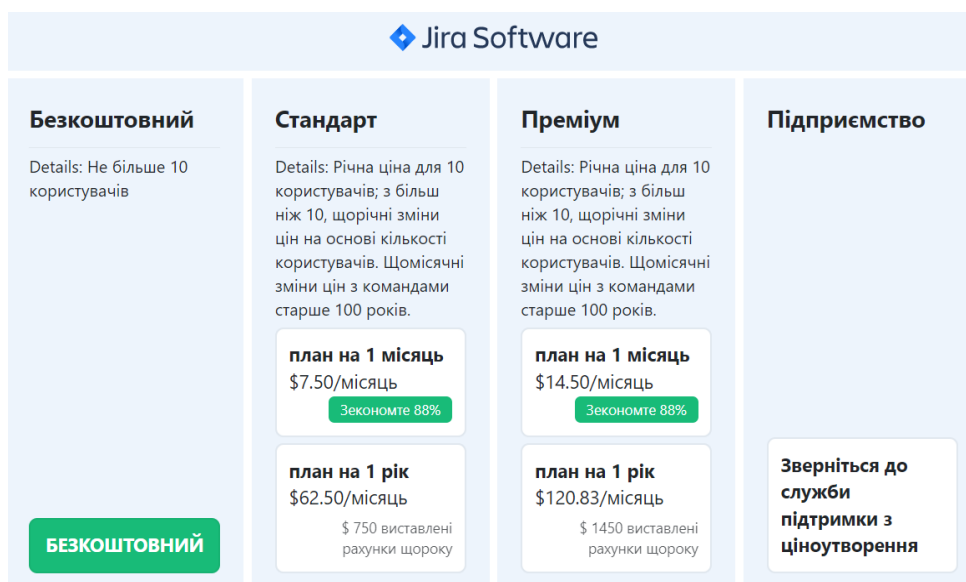 Jira Software
Безкоштовний
Details: Не більше 10
користувачів
БЕЗКОШТОВНИЙ
Стандарт
Details: Річна ціна для 10
користувачів; з більш
ніж 10, щорічні зміни
цін на основі кількості
користувачів. Щомісячні
зміни цін з командами
старше 100 років.
план на 1 місяць
$7.50/місяць
Зекономте 88%
план на 1 рік
$62.50/місяць
$ 750 виставлені
рахунки щороку
Преміум
Details: Річна ціна для 10
користувачів; з більш
ніж 10, щорічні зміни
цін на основі кількості
користувачів. Щомісячні
зміни цін з командами
старше 100 років.
план на 1 місяць
$14.50/місяць
Зекономте 88%
план на 1 рік
$120.83/місяць
$ 1450 виставлені
рахунки щороку
Підприємство
Зверніться до
служби
підтримки з
ціноутворення